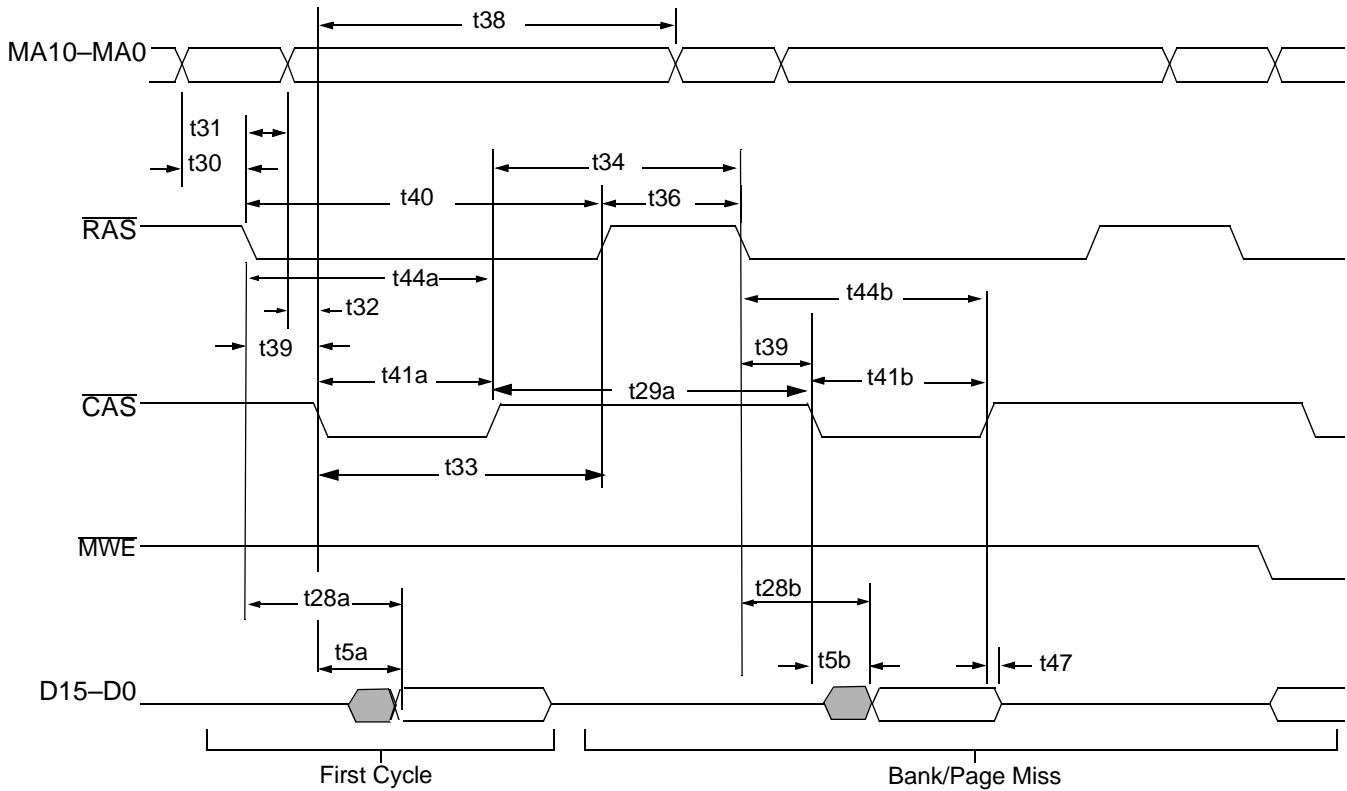 t38
MA10–MA0
t31
t30
t34
t40
t36
RAS
t44a
t44b
t32
t39
t39
t41a
t29a
t41b
CAS
t33
MWE
t28a
t28b
t5a
t5b
t47
D15–D0
First Cycle
Bank/Page Miss